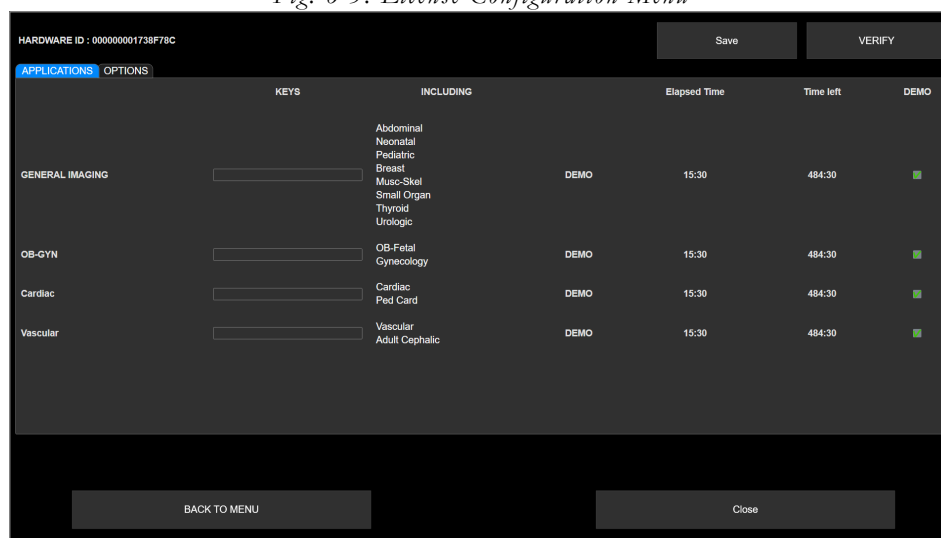 Fig. 6-9: License Configuration Menu
HARDWARE ID : 000000001738F78C
Save
VERIFY
APPLICATIONS OPTIONS
KEYS INCLUDING Elapsed Time Time left DEMO
Abdominal
Neonatal
Pediatric
Breast
GENERAL IMAGING DEMO 15:30 484:30
Musc-Skel
Small Organ
Thyroid
Urologic
OB-Fetal
OB-GYN DEMO 15:30 484:30
Gynecology
Cardiac
Cardiac DEMO 15:30 484:30
Ped Card
Vascular
Vascular DEMO 15:30 484:30
Adult Cephalic
BACK TO MENU Close